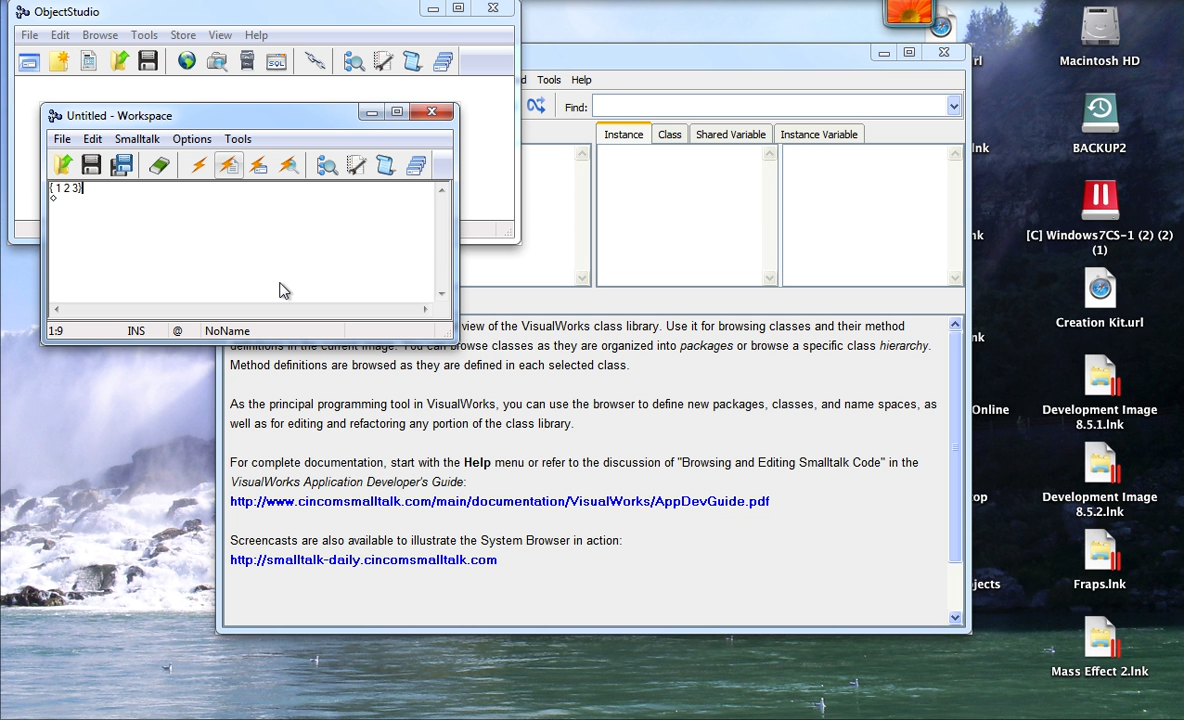 ObjectStudio
File Edit Browse Tools Store View Help
SQL
Untitled - Workspace
File Edit Smalltalk Options Tools
{ 1 2 3}
1:9 INS @ NoName
d Tools Help
Find:
Instance Class Shared Variable Instance Variable
view of the VisualWorks class library. Use it for browsing classes and their method
definitions in the current image. You can browse classes as they are organized into packages or browse a specific class hierarchy.
Method definitions are browsed as they are defined in each selected class.
As the principal programming tool in VisualWorks, you can use the browser to define new packages, classes, and name spaces, as
well as for editing and refactoring any portion of the class library.
For complete documentation, start with the Help menu or refer to the discussion of "Browsing and Editing Smalltalk Code" in the
VisualWorks Application Developer's Guide:
http://www.cincomsmalltalk.com/main/documentation/VisualWorks/AppDevGuide.pdf
Screencasts are also available to illustrate the System Browser in action:
http://smalltalk-daily.cincomsmalltalk.com
rl
nk
nk
nk
Online
top
jects
Macintosh HD
BACKUP2
[C] Windows7CS-1 (2) (2)
(1)
Creation Kit.url
Development Image
8.5.1.lnk
Development Image
8.5.2.lnk
Fraps.lnk
Mass Effect 2.lnk